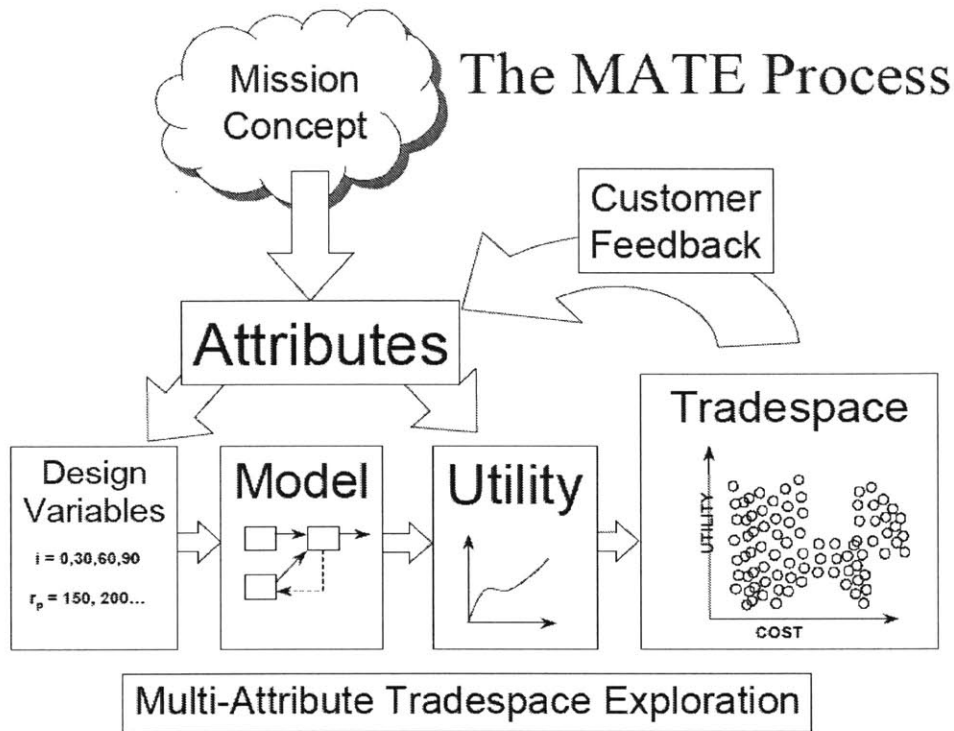 The MATE Process
Mission
Concept
Customer
Feedback
Attributes
Design
Variables
i = 0,30,60,90
rₚ = 150, 200...
Model
Utility
Tradespace
UTILITY
COST
Multi-Attribute Tradespace Exploration